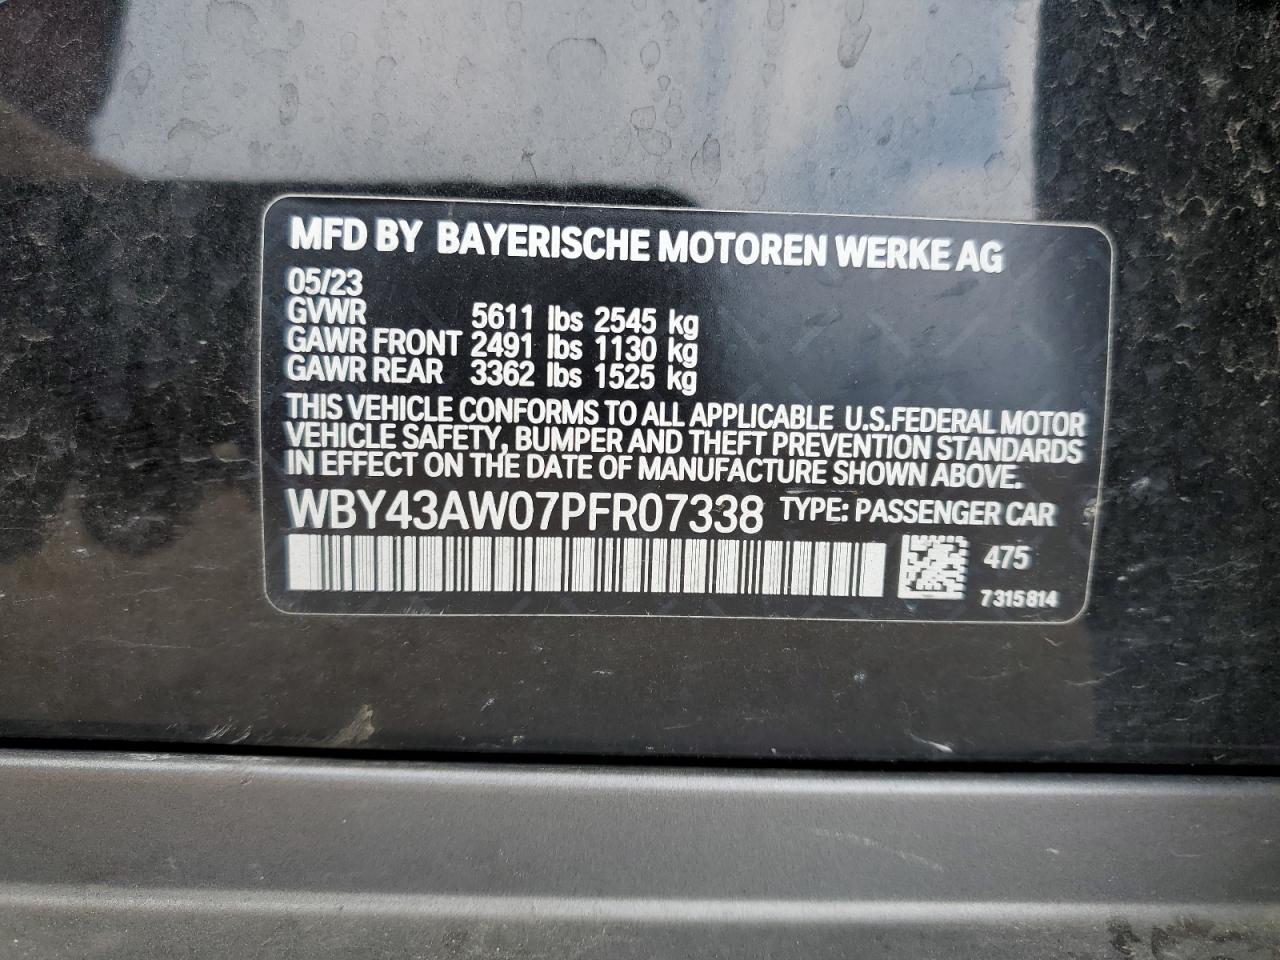 MFD BY BAYERISCHE MOTOREN WERKE AG
05/23
GVWR 5611 lbs 2545 kg
GAWR FRONT 2491 lbs 1130 kg
GAWR REAR 3362 lbs 1525 kg
THIS VEHICLE CONFORMS TO ALL APPLICABLE U.S.FEDERAL MOTOR
VEHICLE SAFETY, BUMPER AND THEFT PREVENTION STANDARDS
IN EFFECT ON THE DATE OF MANUFACTURE SHOWN ABOVE.
WBY43AW07PFR07338 TYPE: PASSENGER CAR
475
7315814